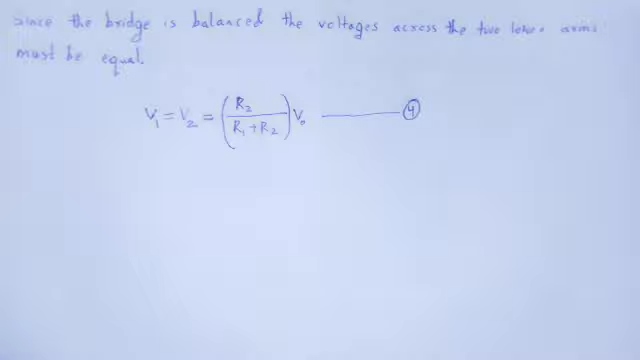 since the bridge is balanced the voltages across the two lower arms
must be equal.
V₁ = V₂ = (R₂ / (R₁ + R₂)) V₀ ——— ④